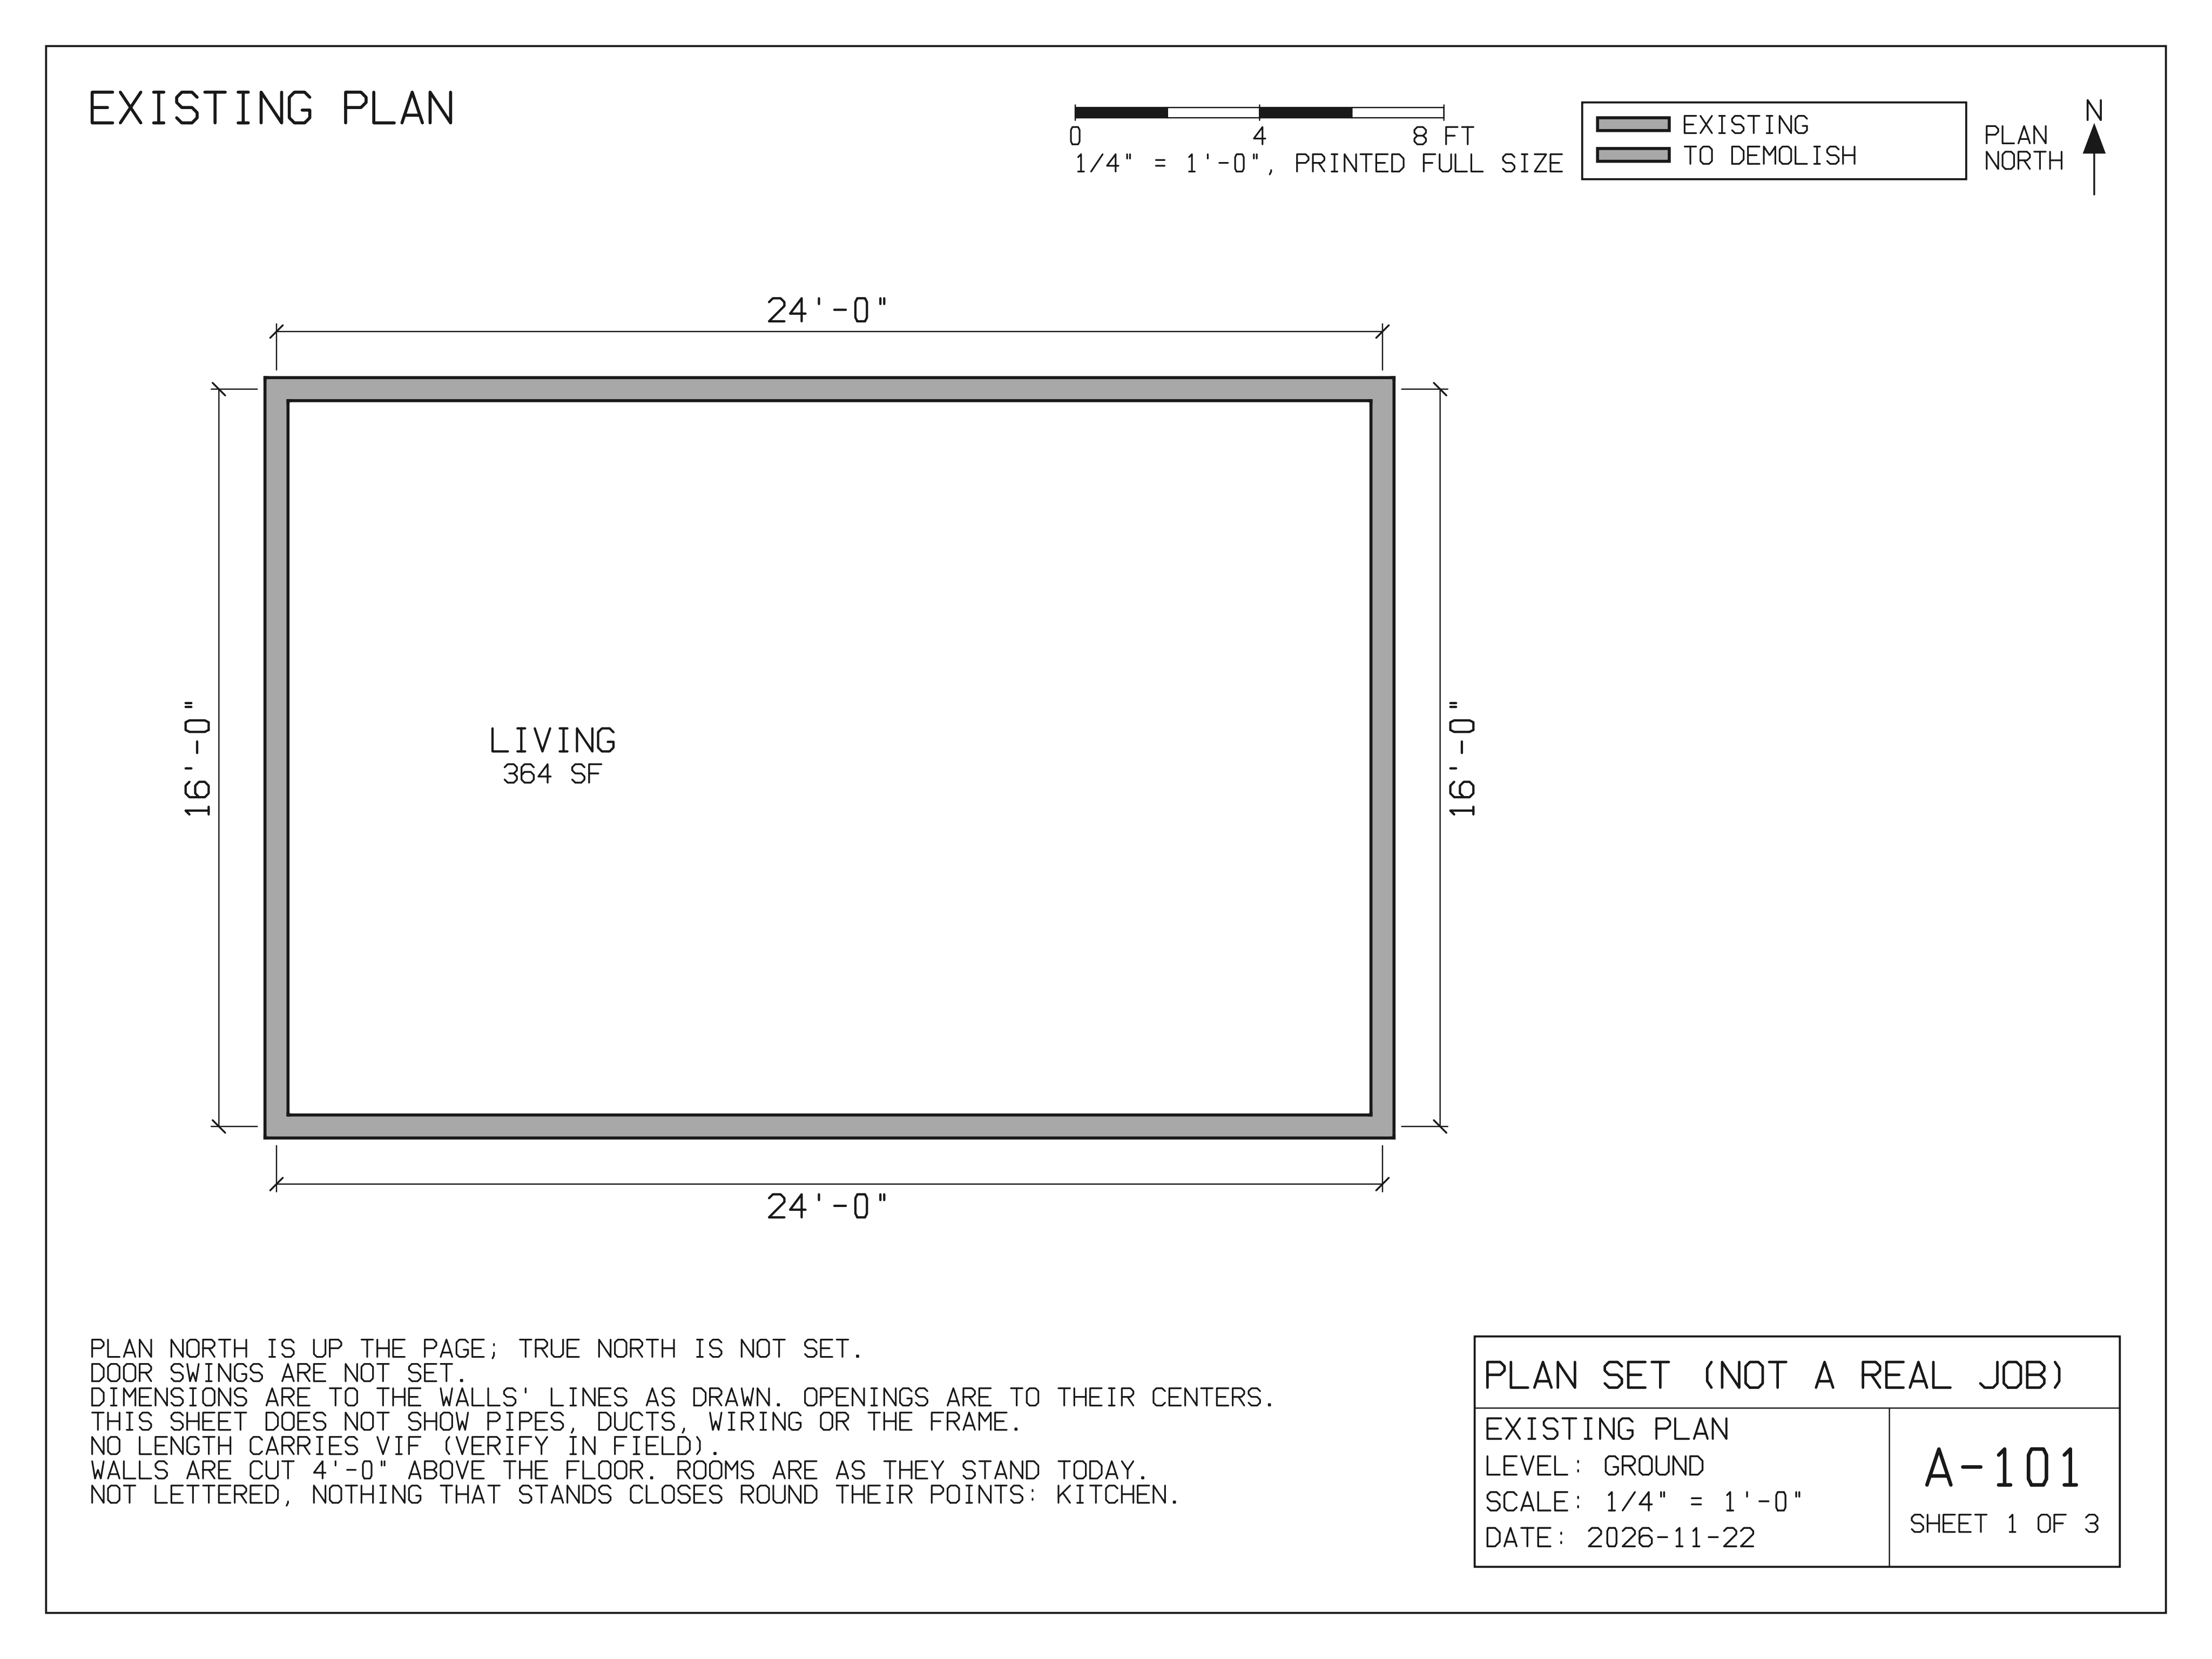 EXISTING PLAN
0 4 8 FT
1/4" = 1'-0", PRINTED FULL SIZE
EXISTING
TO DEMOLISH
PLAN
NORTH
N
24'-0"
16'-0"
LIVING
364 SF
16'-0"
24'-0"
PLAN NORTH IS UP THE PAGE; TRUE NORTH IS NOT SET.
DOOR SWINGS ARE NOT SET.
DIMENSIONS ARE TO THE WALLS' LINES AS DRAWN. OPENINGS ARE TO THEIR CENTERS.
THIS SHEET DOES NOT SHOW PIPES, DUCTS, WIRING OR THE FRAME.
NO LENGTH CARRIES VIF (VERIFY IN FIELD).
WALLS ARE CUT 4'-0" ABOVE THE FLOOR. ROOMS ARE AS THEY STAND TODAY.
NOT LETTERED, NOTHING THAT STANDS CLOSES ROUND THEIR POINTS: KITCHEN.
PLAN SET (NOT A REAL JOB)
EXISTING PLAN
LEVEL: GROUND
SCALE: 1/4" = 1'-0"
DATE: 2026-11-22
A-101
SHEET 1 OF 3